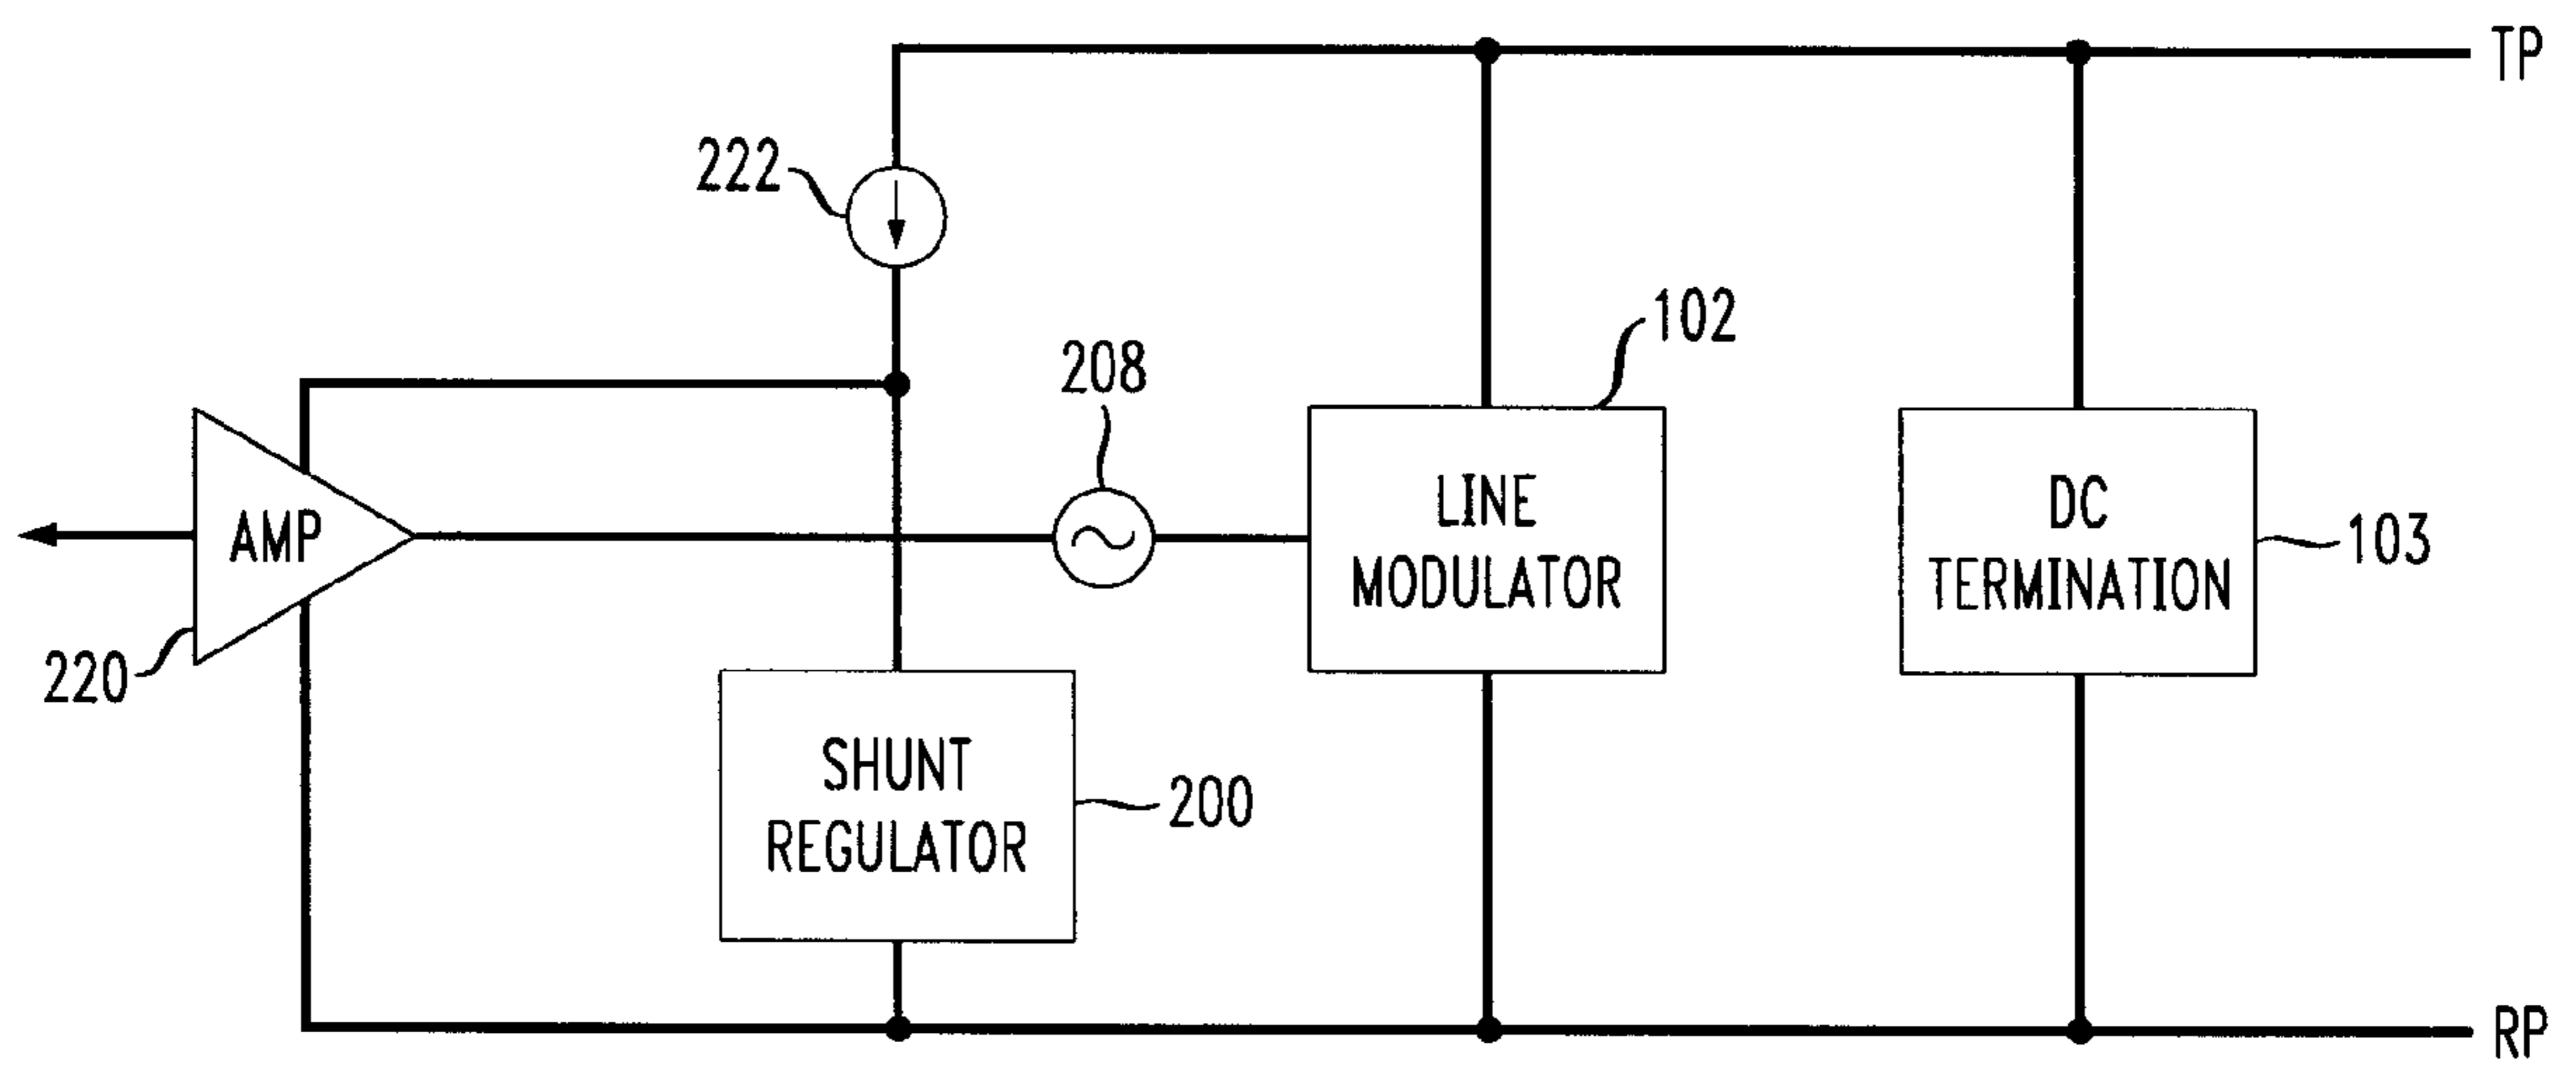 TP
222
102
208
AMP
LINE
MODULATOR
DC
TERMINATION
103
220
SHUNT
REGULATOR
200
RP